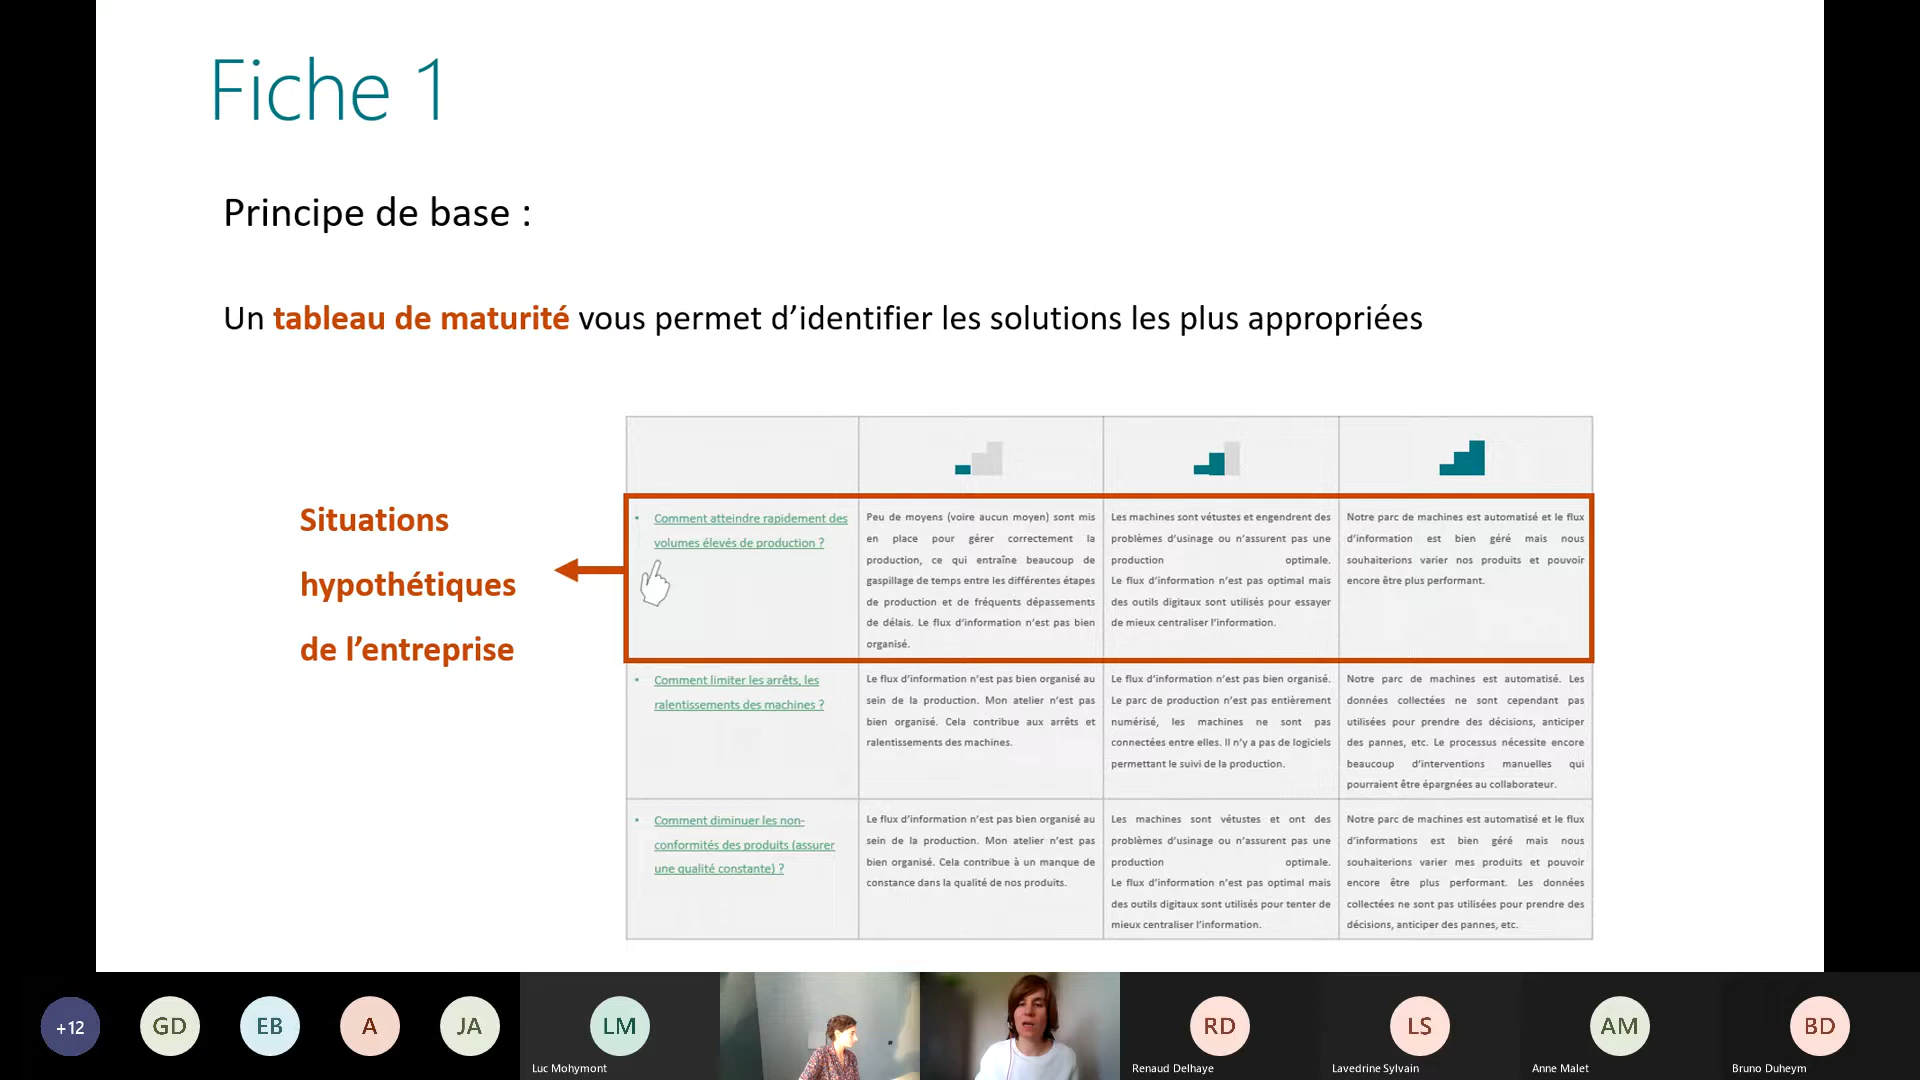 Fiche 1
Principe de base :
Un tableau de maturité vous permet d’identifier les solutions les plus appropriées
Situations
hypothétiques
de l’entreprise
• Comment atteindre rapidement des
volumes élevés de production ?
Peu de moyens (voire aucun moyen) sont mis
en place pour gérer correctement la
production, ce qui entraîne beaucoup de
gaspillage de temps entre les différentes étapes
de production et de fréquents dépassements
de délais. Le flux d’information n’est pas bien
organisé.
Les machines sont vétustes et engendrent des
problèmes d’usinage ou n’assurent pas une
production optimale.
Le flux d’information n’est pas optimal mais
des outils digitaux sont utilisés pour essayer
de mieux centraliser l’information.
Notre parc de machines est automatisé et le flux
d’information est bien géré mais nous
souhaiterions varier nos produits et pouvoir
encore être plus performant.
• Comment limiter les arrêts, les
ralentissements des machines ?
Le flux d’information n’est pas bien organisé au
sein de la production. Mon atelier n’est pas
bien organisé. Cela contribue aux arrêts et
ralentissements des machines.
Le flux d’information n’est pas bien organisé.
Le parc de production n’est pas entièrement
numérisé, les machines ne sont pas
connectées entre elles. Il n’y a pas de logiciels
permettant le suivi de la production.
Notre parc de machines est automatisé. Les
données collectées ne sont cependant pas
utilisées pour prendre des décisions, anticiper
des pannes, etc. Le processus nécessite encore
beaucoup d’interventions manuelles qui
pourraient être épargnées au collaborateur.
• Comment diminuer les non-
conformités des produits (assurer
une qualité constante) ?
Le flux d’information n’est pas bien organisé au
sein de la production. Mon atelier n’est pas
bien organisé. Cela contribue à un manque de
constance dans la qualité de nos produits.
Les machines sont vétustes et ont des
problèmes d’usinage ou n’assurent pas une
production optimale.
Le flux d’information n’est pas optimal mais
des outils digitaux sont utilisés pour tenter de
mieux centraliser l’information.
Notre parc de machines est automatisé et le flux
d’informations est bien géré mais nous
souhaiterions varier mes produits et pouvoir
encore être plus performant. Les données
collectées ne sont pas utilisées pour prendre des
décisions, anticiper des pannes, etc.
+12
GD
EB
A
JA
LM
RD
LS
AM
BD
Luc Mohymont
Renaud Delhaye
Lavedrine Sylvain
Anne Malet
Bruno Duheym